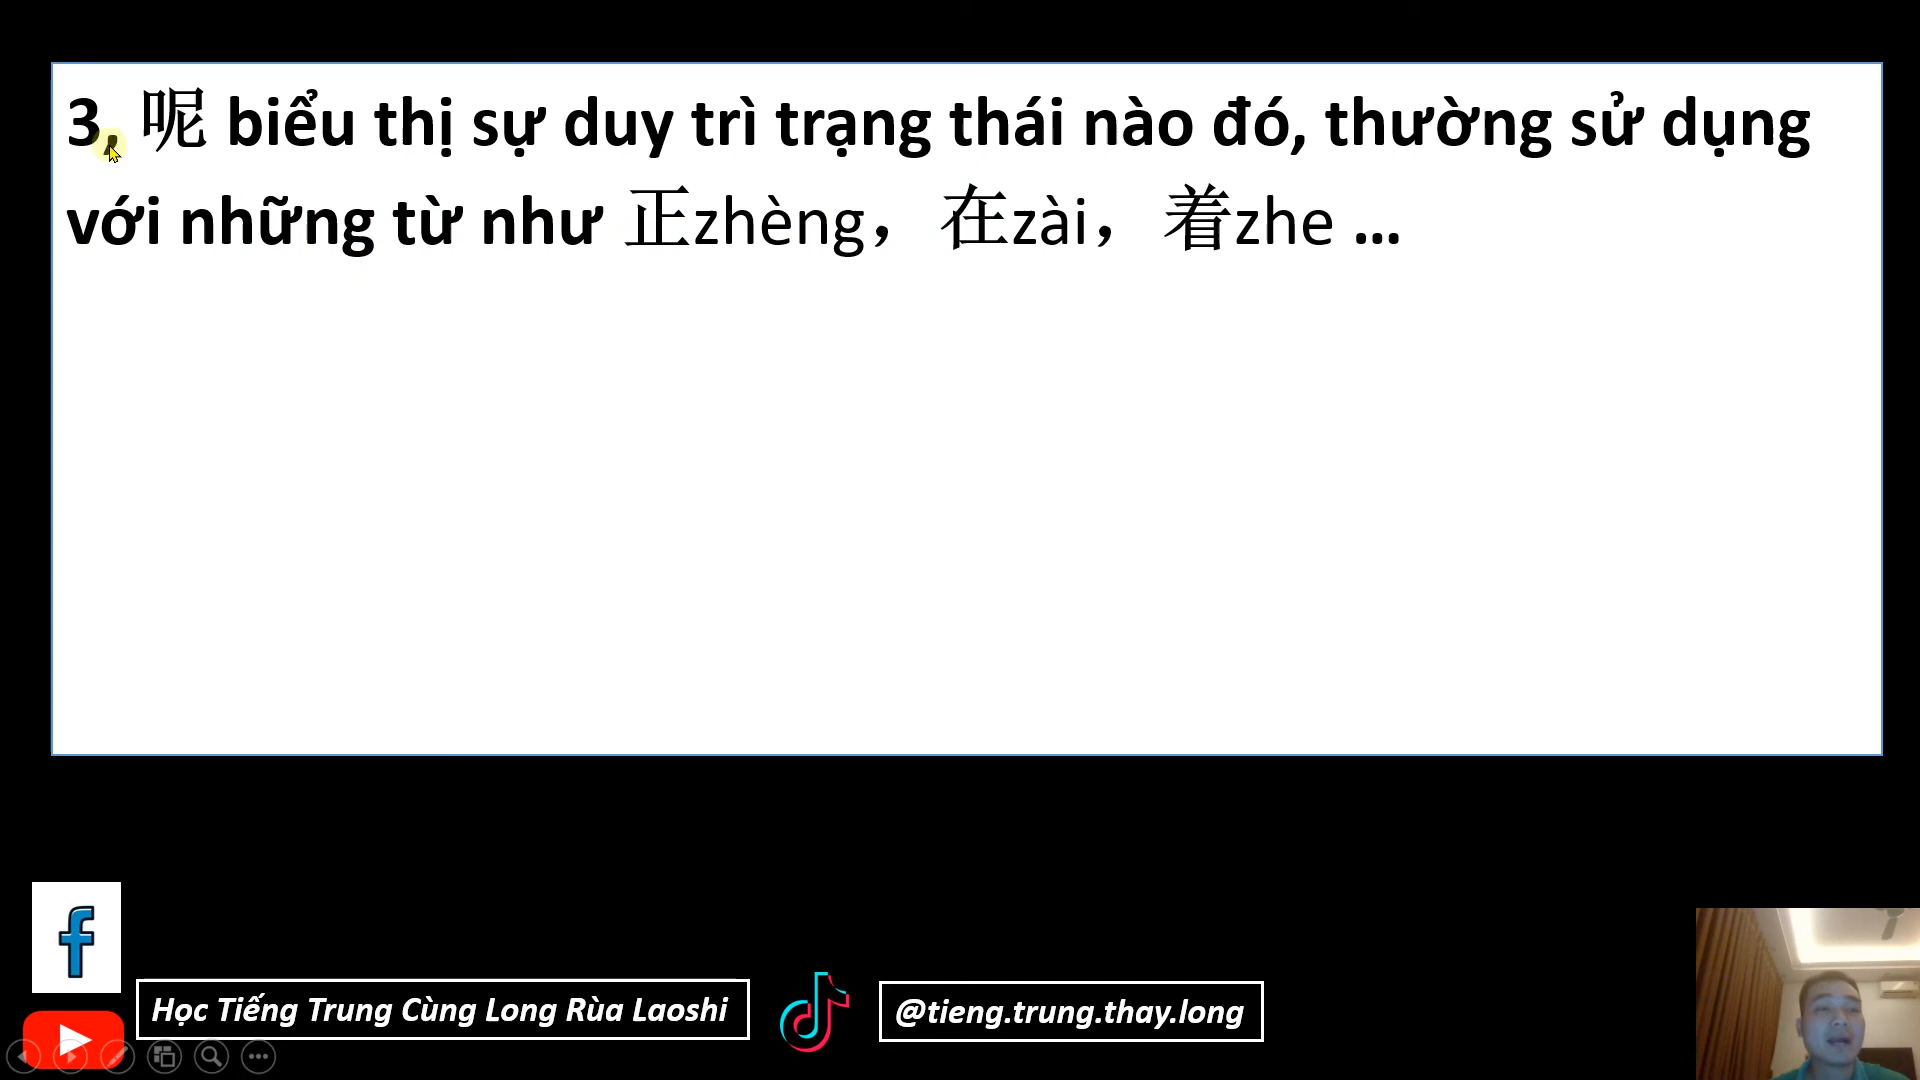 3, 呢 biểu thị sự duy trì trạng thái nào đó, thường sử dụng
với những từ như 正zhèng，在zài，着zhe ...
Học Tiếng Trung Cùng Long Rùa Laoshi
@tieng.trung.thay.long